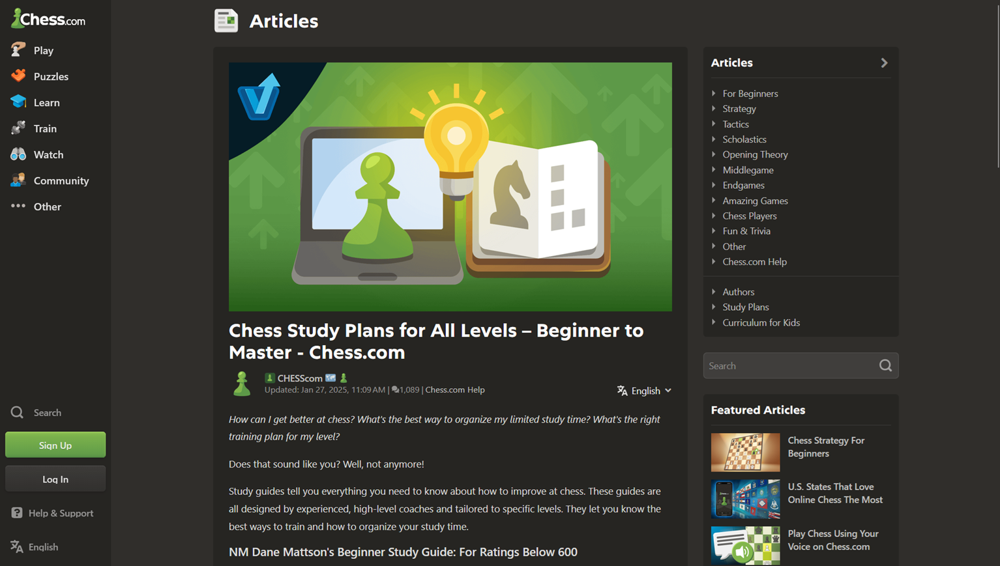 Chess.com
Play
Puzzles
Learn
Train
Watch
Community
Other
Search
Sign Up
Log In
Help & Support
English
Articles
Chess Study Plans for All Levels – Beginner to
Master - Chess.com
CHESScom
Updated: Jan 27, 2025, 11:09 AM | 1,089 | Chess.com Help
English
How can I get better at chess? What's the best way to organize my limited study time? What's the right
training plan for my level?
Does that sound like you? Well, not anymore!
Study guides tell you everything you need to know about how to improve at chess. These guides are
all designed by experienced, high-level coaches and tailored to specific levels. They let you know the
best ways to train and how to organize your study time.
NM Dane Mattson's Beginner Study Guide: For Ratings Below 600
Articles
For Beginners
Strategy
Tactics
Scholastics
Opening Theory
Middlegame
Endgames
Amazing Games
Chess Players
Fun & Trivia
Other
Chess.com Help
Authors
Study Plans
Curriculum for Kids
Search
Featured Articles
Chess Strategy For
Beginners
U.S. States That Love
Online Chess The Most
Play Chess Using Your
Voice on Chess.com